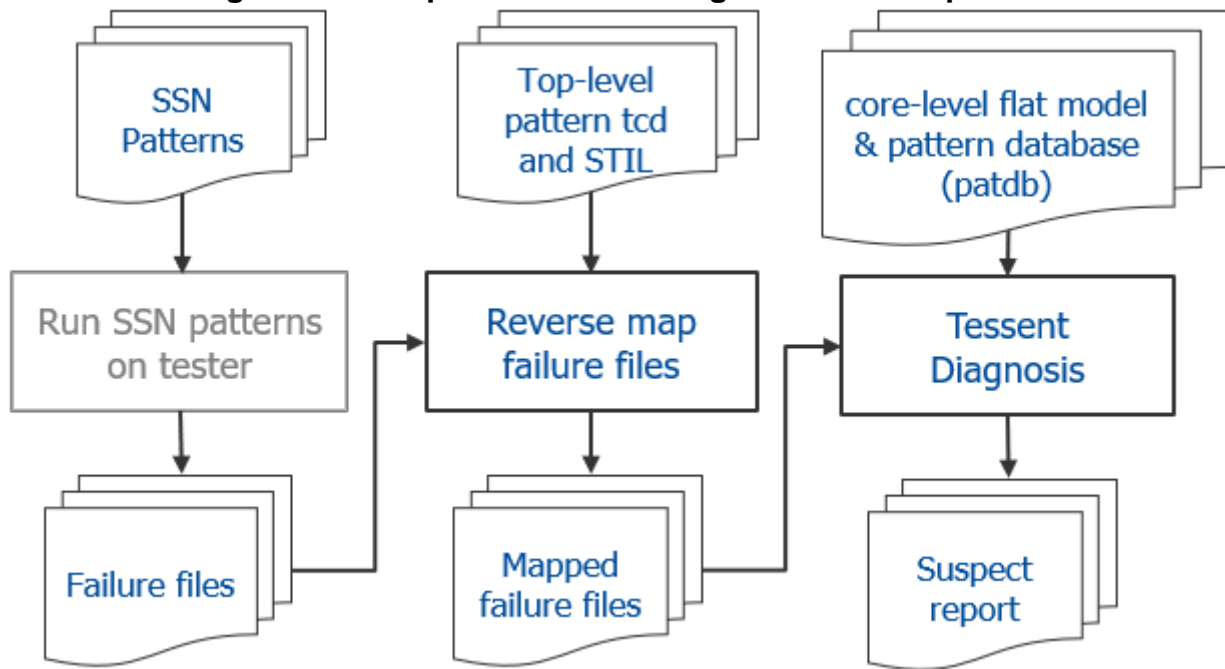 SSN
Patterns
Top-level
pattern tcd
and STIL
core-level flat model
& pattern database
(patdb)
Run SSN patterns
on tester
Reverse map
failure files
Tessent
Diagnosis
Failure files
Mapped
failure files
Suspect
report